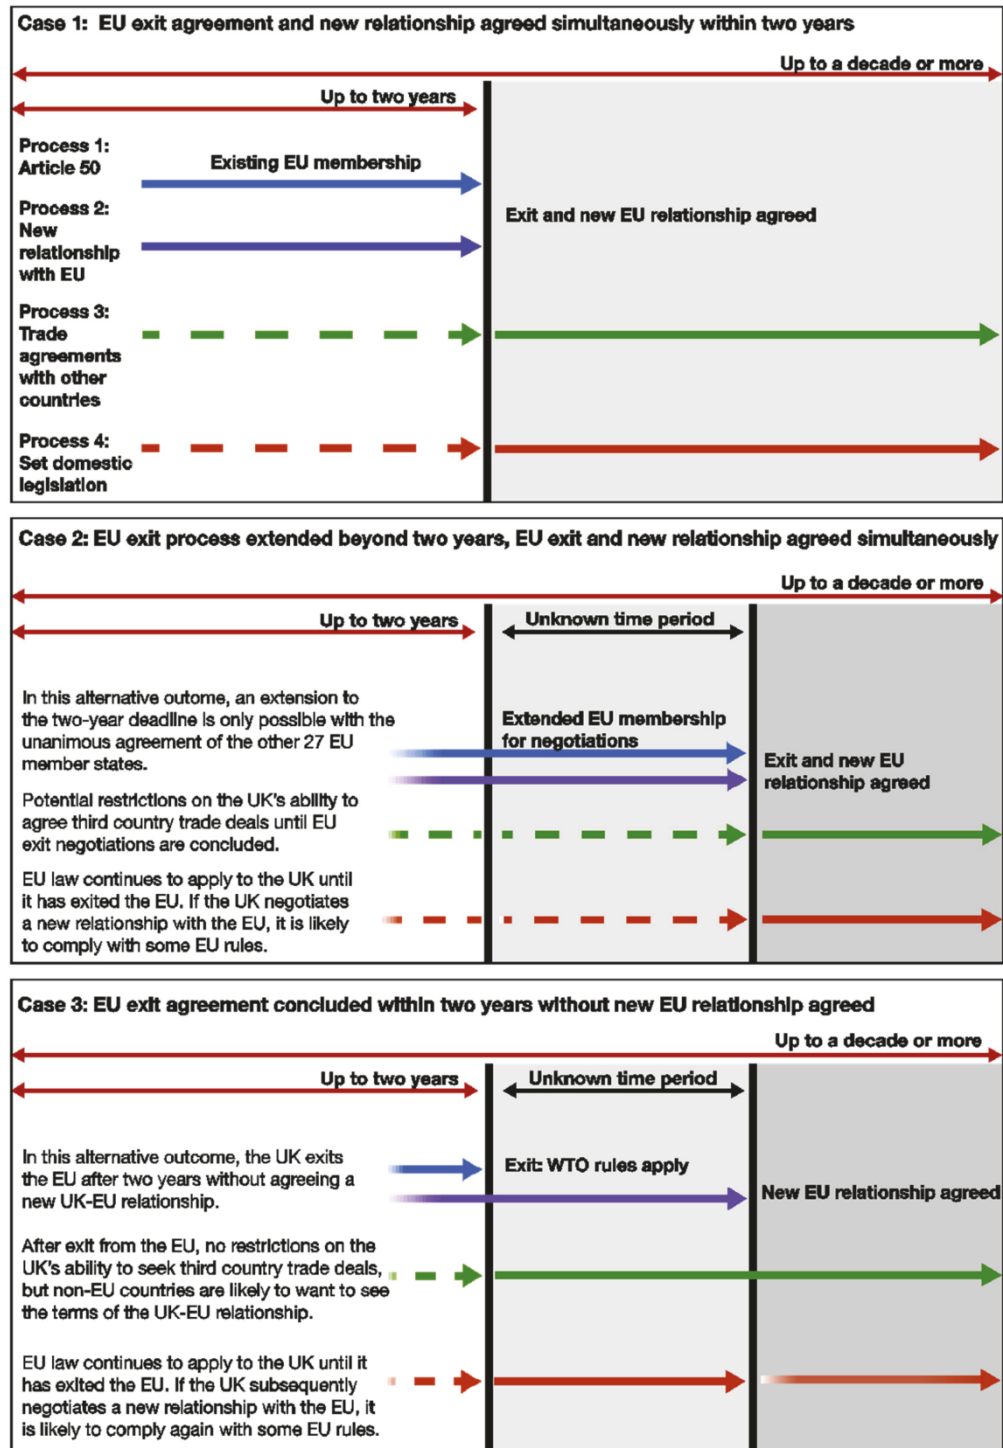 Case 1: EU exit agreement and new relationship agreed simultaneously within two years
Up to a decade or more
Up to two years
Process 1:
Article 50
Existing EU membership
Process 2:
New
relationship
with EU
Exit and new EU relationship agreed
Process 3:
Trade
agreements
with other
countries
Process 4:
Set domestic
legislation
Case 2: EU exit process extended beyond two years, EU exit and new relationship agreed simultaneously
Up to a decade or more
Up to two years
Unknown time period
In this alternative outome, an extension to
the two-year deadline is only possible with the
unanimous agreement of the other 27 EU
member states.
Extended EU membership
for negotiations
Exit and new EU
relationship agreed
Potential restrictions on the UK's ability to
agree third country trade deals until EU
exit negotiations are concluded.
EU law continues to apply to the UK until
it has exited the EU. If the UK negotiates
a new relationship with the EU, it is likely
to comply with some EU rules.
Case 3: EU exit agreement concluded within two years without new EU relationship agreed
Up to a decade or more
Up to two years
Unknown time period
In this alternative outcome, the UK exits
the EU after two years without agreeing a
new UK-EU relationship.
Exit: WTO rules apply
New EU relationship agreed
After exit from the EU, no restrictions on the
UK's ability to seek third country trade deals,
but non-EU countries are likely to want to see
the terms of the UK-EU relationship.
EU law continues to apply to the UK until it
has exited the EU. If the UK subsequently
negotiates a new relationship with the EU, it
is likely to comply again with some EU rules.